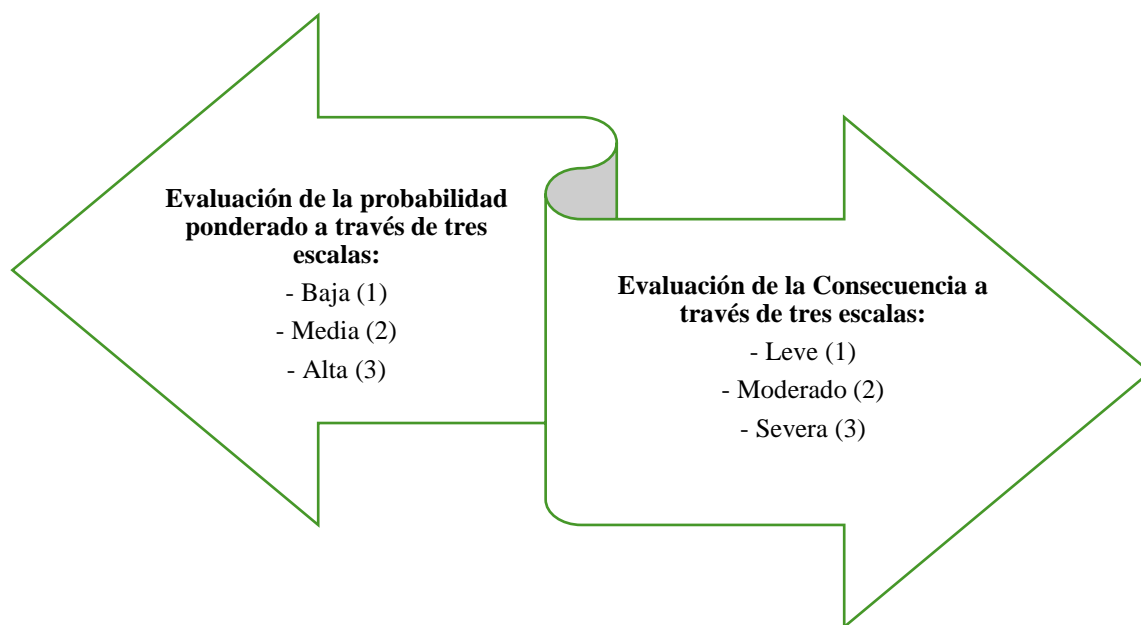 Evaluación de la probabilidad
ponderado a través de tres
escalas:
- Baja (1)
- Media (2)
- Alta (3)
Evaluación de la Consecuencia a
través de tres escalas:
- Leve (1)
- Moderado (2)
- Severa (3)